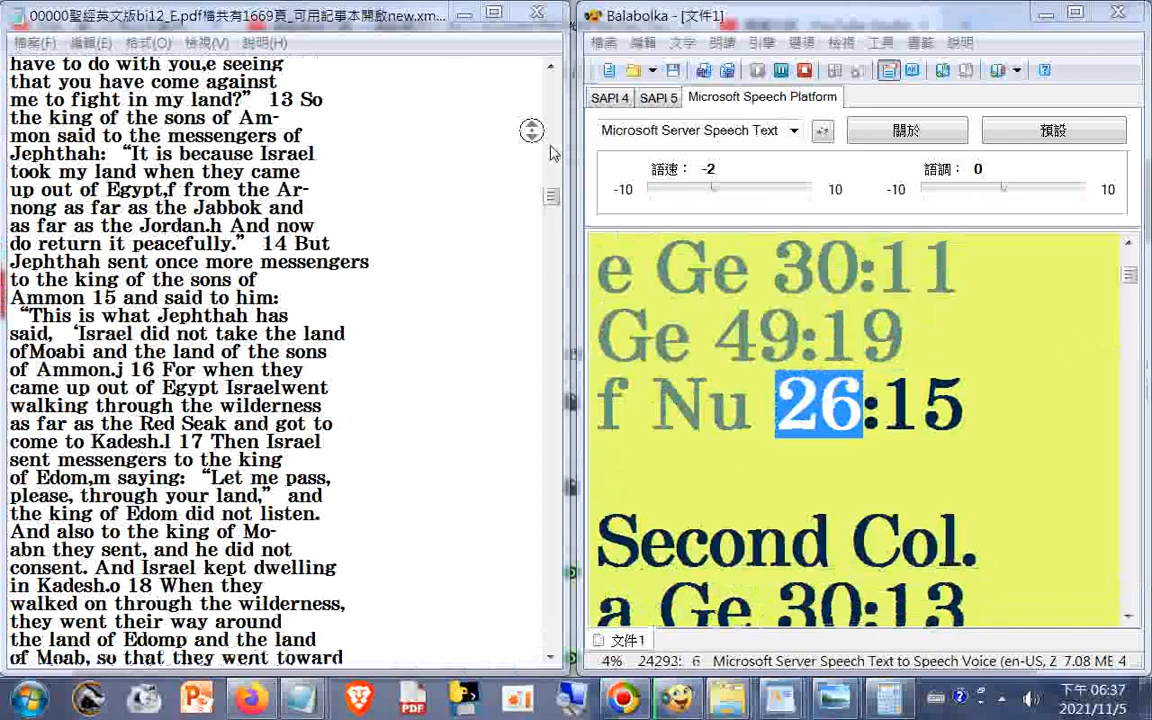 00000聖經英文版bi12_E.pdf檔共有1669頁_可用記事本開啟new.xm...
檔案(F) 編輯(E) 格式(O) 檢視(V) 說明(H)
have to do with you,e seeing
that you have come against
me to fight in my land?” 13 So
the king of the sons of Am-
mon said to the messengers of
Jephthah: “It is because Israel
took my land when they came
up out of Egypt,f from the Ar-
nong as far as the Jabbok and
as far as the Jordan.h And now
do return it peacefully.” 14 But
Jephthah sent once more messengers
to the king of the sons of
Ammon 15 and said to him:
“This is what Jephthah has
said, ‘Israel did not take the land
ofMoabi and the land of the sons
of Ammon.j 16 For when they
came up out of Egypt Israelwent
walking through the wilderness
as far as the Red Seak and got to
come to Kadesh.l 17 Then Israel
sent messengers to the king
of Edom,m saying: “Let me pass,
please, through your land,” and
the king of Edom did not listen.
And also to the king of Mo-
abn they sent, and he did not
consent. And Israel kept dwelling
in Kadesh.o 18 When they
walked on through the wilderness,
they went their way around
the land of Edomp and the land
of Moab, so that they went toward
Balabolka - [文件1]
檔案 編輯 文字 朗讀 引擎 選項 檢視 工具 書籤 說明
SAPI 4 SAPI 5 Microsoft Speech Platform
Microsoft Server Speech Text 關於 預設
語速: -2 語調: 0
-10 10 -10 10
e Ge 30:11
Ge 49:19
f Nu 26:15
Second Col.
a Ge 30:13
文件1
4% 24293: 6 Microsoft Server Speech Text to Speech Voice (en-US, Z 7.08 ME 4
PDF
下午 06:37
2021/11/5